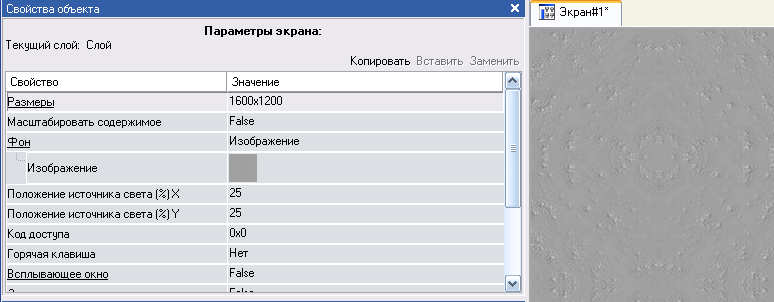 Свойства объекта
Экран#1*
Параметры экрана:
Текущий слой: Слой
Копировать Вставить Заменить
Свойство Значение
Размеры 1600x1200
Масштабировать содержимое False
Фон Изображение
Изображение
Положение источника света (%) X 25
Положение источника света (%) Y 25
Код доступа 0x0
Горячая клавиша Нет
Всплывающее окно False